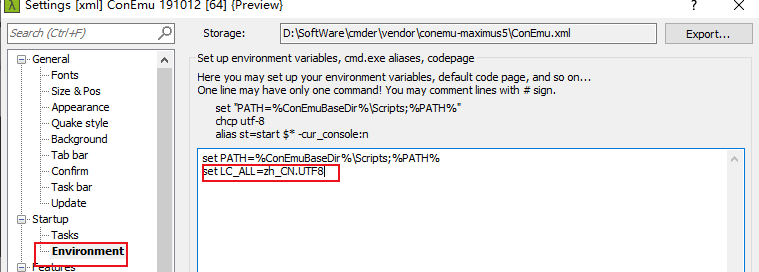 Settings [xml] ConEmu 191012 [64] {Preview}
Search (Ctrl+F)
Storage:
D:\SoftWare\cmder\vendor\conemu-maximus5\ConEmu.xml
Export...
General
Fonts
Size & Pos
Appearance
Quake style
Background
Tab bar
Confirm
Task bar
Update
Startup
Tasks
Environment
Features
Set up environment variables, cmd.exe aliases, codepage
Here you may set up your environment variables, default code page, and so on...
One line may have only one command! You may comment lines with # sign.
set "PATH=%ConEmuBaseDir%\Scripts;%PATH%"
chcp utf-8
alias st=start $* -cur_console:n
set PATH=%ConEmuBaseDir%\Scripts;%PATH%
set LC_ALL=zh_CN.UTF8